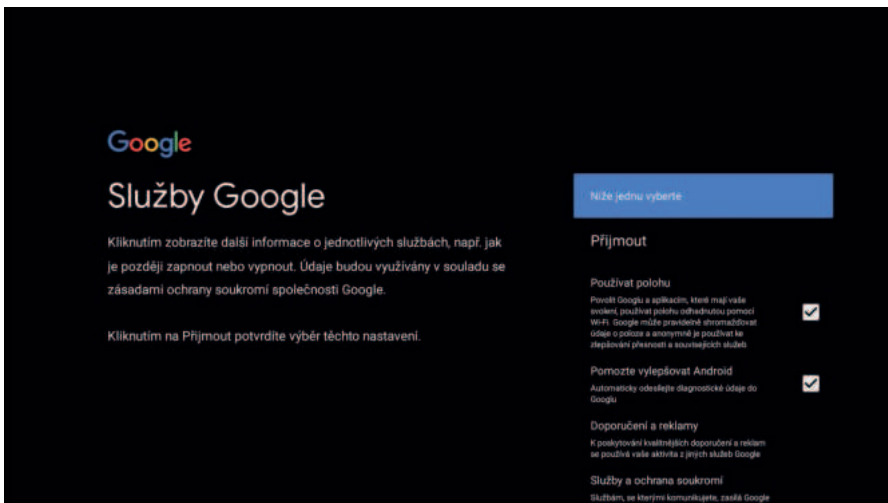 Google
Služby Google
Kliknutím zobrazíte další informace o jednotlivých službách, např. jak
je později zapnout nebo vypnout. Údaje budou využívány v souladu se
zásadami ochrany soukromí společnosti Google.
Kliknutím na Přijmout potvrdíte výběr těchto nastavení.
Níže jednu vyberte
Přijmout
Používat polohu
Povolit Googlu a aplikacím, které mají vaše
svolení, používat polohu odhadnutou pomocí
Wi-Fi. Google může pravidelně shromažďovat
údaje o poloze a anonymně je používat ke
zlepšování přesnosti a souvisejících služeb
Pomozte vylepšovat Android
Automaticky odesílejte diagnostické údaje do
Googlu
Doporučení a reklamy
K poskytování kvalitnějších doporučení a reklam
se používá vaše aktivita z jiných služeb Google
Služby a ochrana soukromí
Službám, se kterými komunikujete, zasílá Google